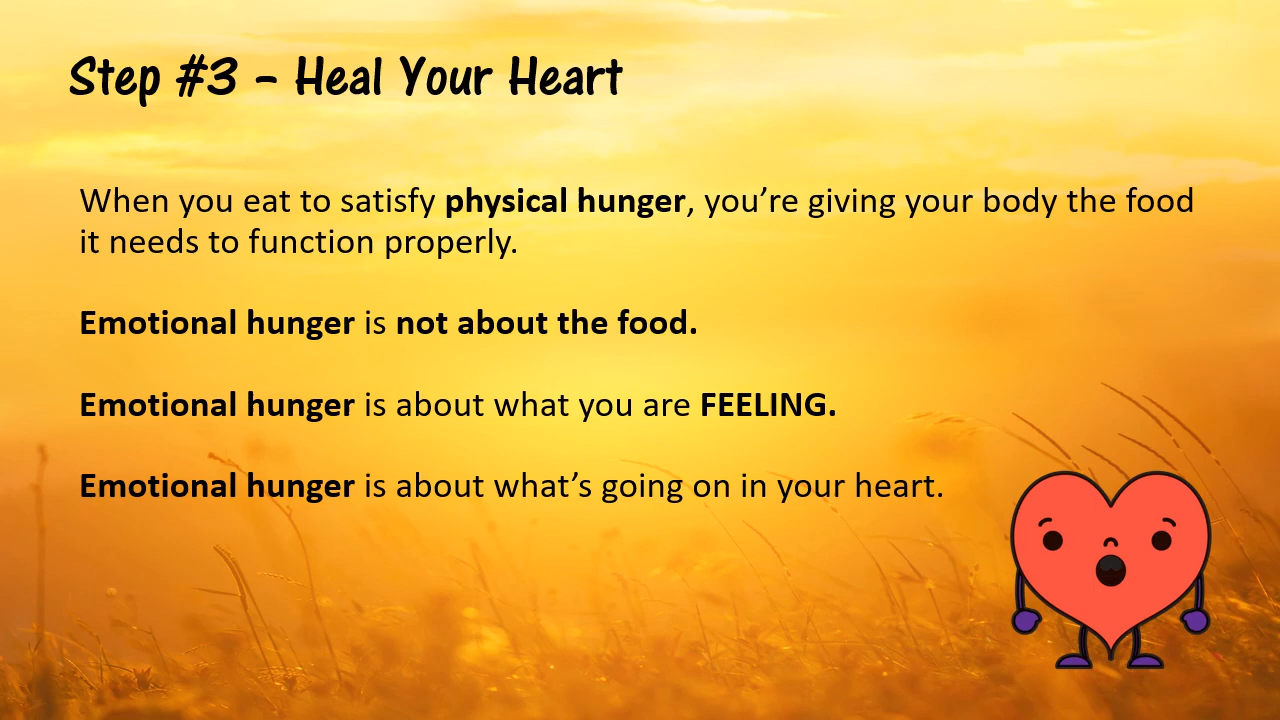 Step #3 – Heal Your Heart
When you eat to satisfy physical hunger, you’re giving your body the food
it needs to function properly.
Emotional hunger is not about the food.
Emotional hunger is about what you are FEELING.
Emotional hunger is about what’s going on in your heart.